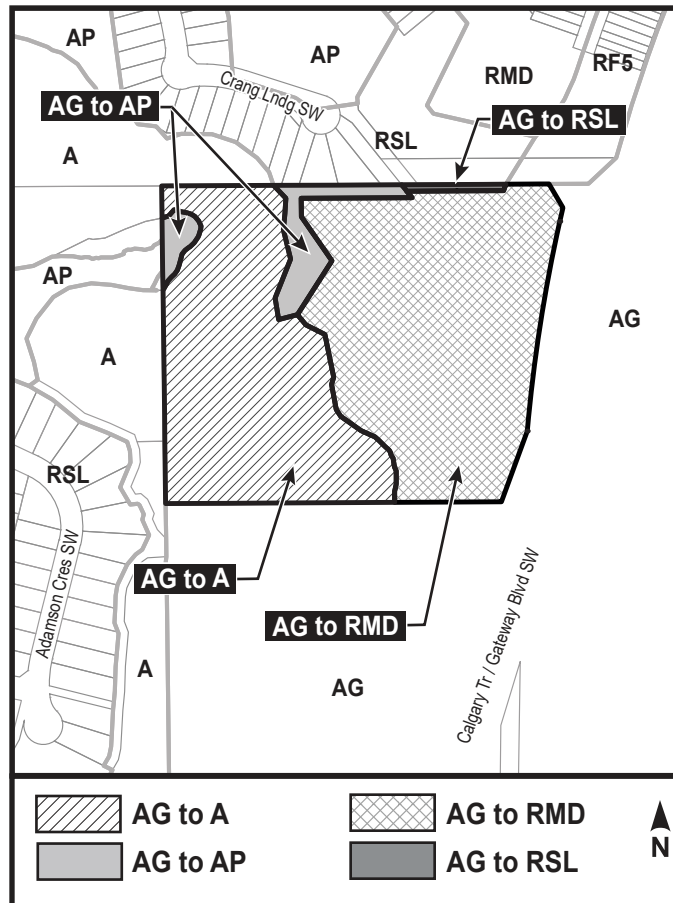 AP
AP
RMD
RF5
Crang Lndg SW
AG to AP
AG to RSL
RSL
A
AP
AG
A
RSL
AG to A
Adamson Cres SW
AG to RMD
Calgary Tr / Gateway Blvd SW
A
AG
AG to A
AG to RMD
AG to AP
AG to RSL
N